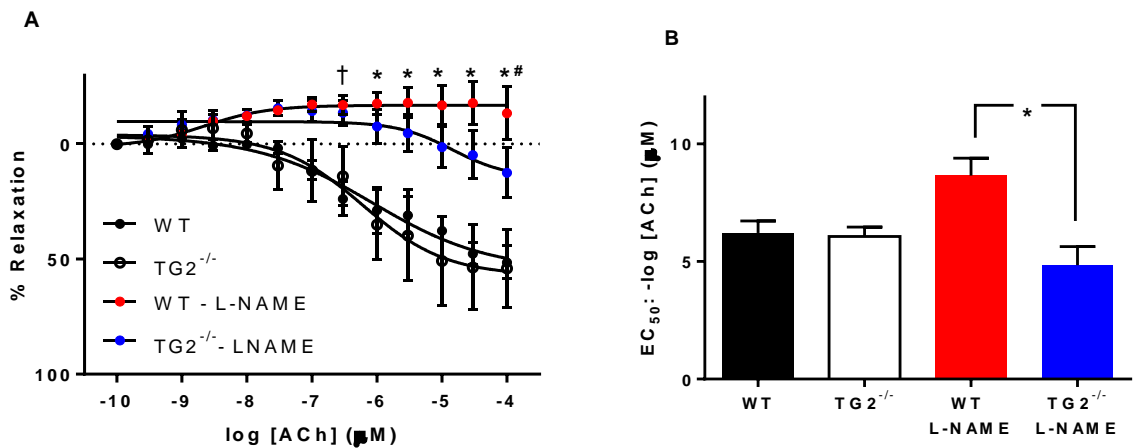 A
† * * * * *#
% Relaxation
0
50
100
WT
TG2-/-
WT - L-NAME
TG2-/-- LNAME
-10 -9 -8 -7 -6 -5 -4
log [ACh] (μM)
B
*
EC50: -log [ACh] (μM)
10
5
0
WT TG2-/- WT TG2-/-
L-NAME L-NAME